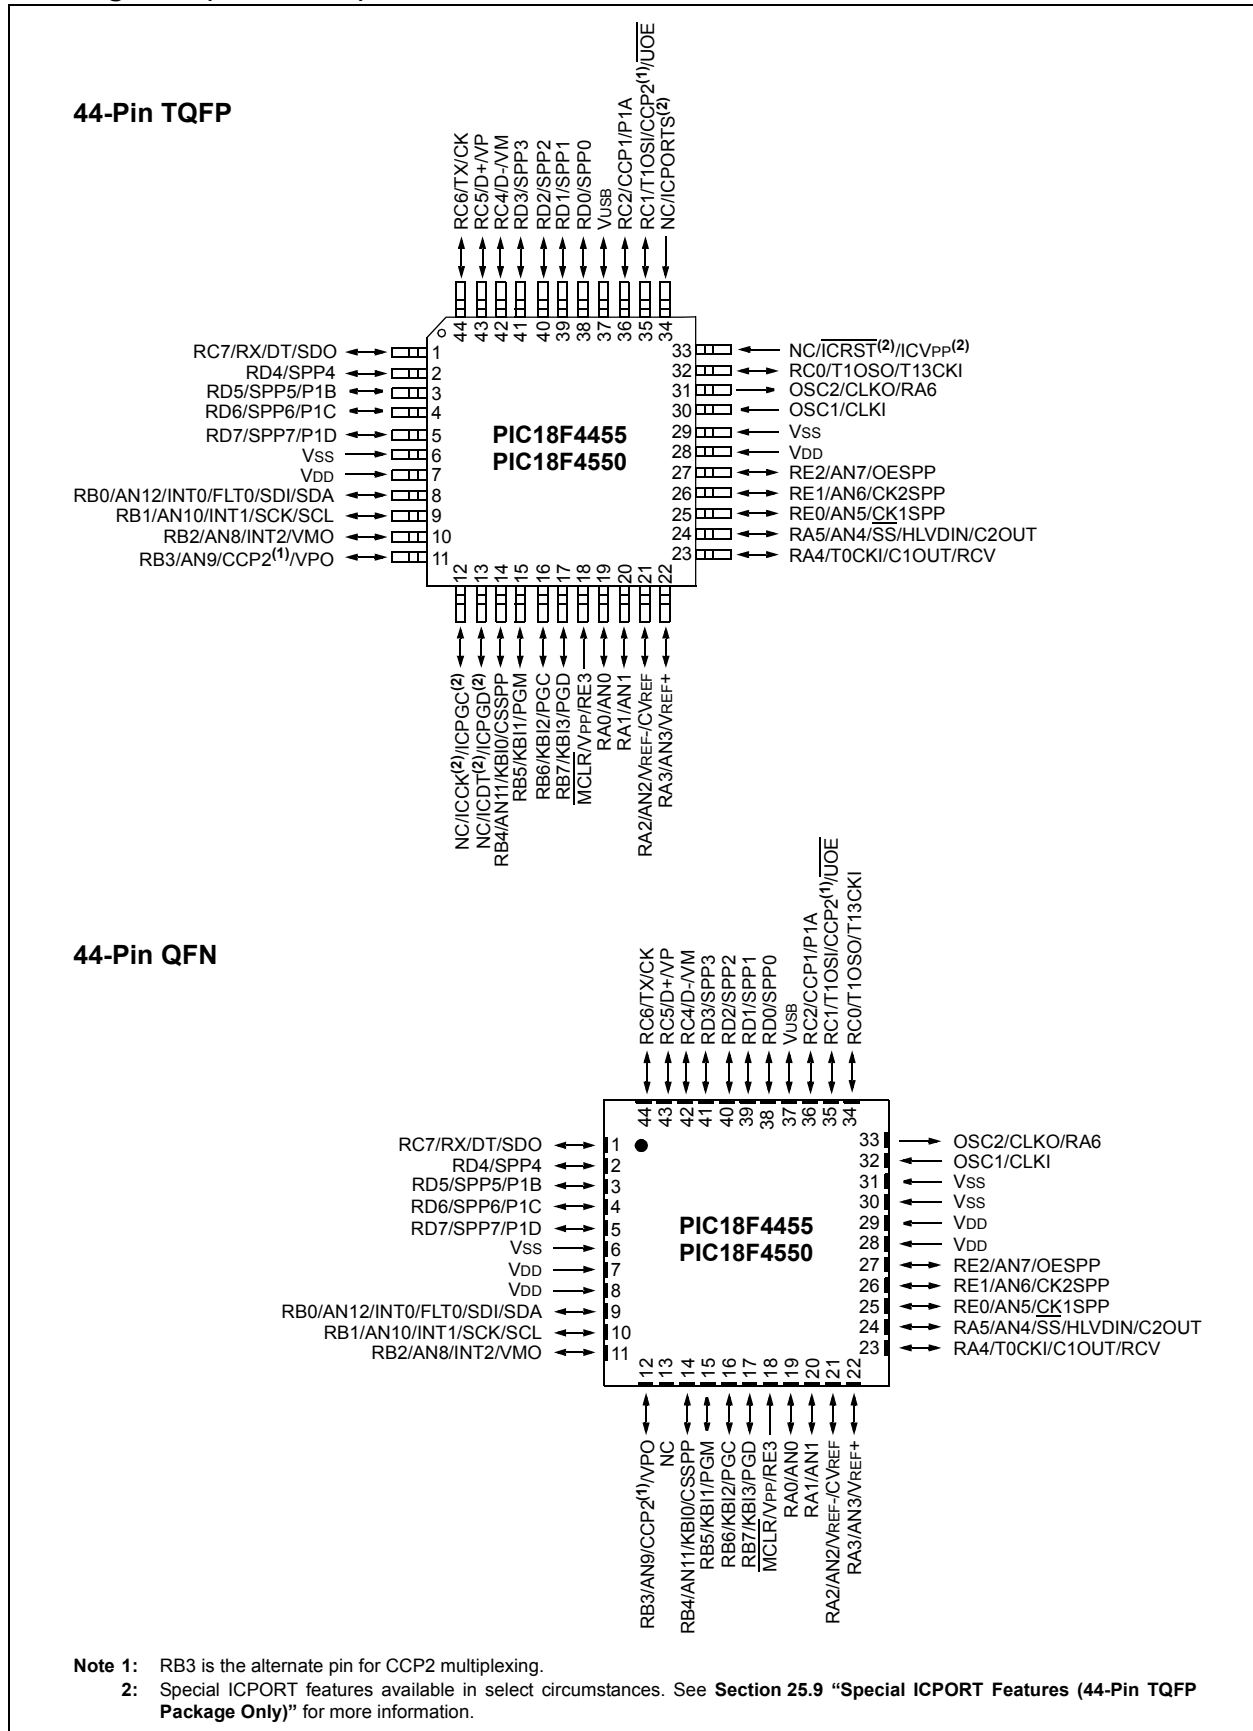 44-Pin TQFP
RC6/TX/CK
RC5/D+/VP
RC4/D-/VM
RD3/SPP3
RD2/SPP2
RD1/SPP1
RD0/SPP0
VUSB
RC2/CCP1/P1A
RC1/T1OSI/CCP2(1)/UOE
NC/ICPORTS(2)
44 43 42 41 40 39 38 37 36 35 34
RC7/RX/DT/SDO 1
RD4/SPP4 2
RD5/SPP5/P1B 3
RD6/SPP6/P1C 4
RD7/SPP7/P1D 5
VSS 6
VDD 7
RB0/AN12/INT0/FLT0/SDI/SDA 8
RB1/AN10/INT1/SCK/SCL 9
RB2/AN8/INT2/VMO 10
RB3/AN9/CCP2(1)/VPO 11
PIC18F4455
PIC18F4550
33 NC/ICRST(2)/ICVPP(2)
32 RC0/T1OSO/T13CKI
31 OSC2/CLKO/RA6
30 OSC1/CLKI
29 VSS
28 VDD
27 RE2/AN7/OESPP
26 RE1/AN6/CK2SPP
25 RE0/AN5/CK1SPP
24 RA5/AN4/SS/HLVDIN/C2OUT
23 RA4/T0CKI/C1OUT/RCV
12 13 14 15 16 17 18 19 20 21 22
NC/ICCK(2)/ICPGC(2)
NC/ICDT(2)/ICPGD(2)
RB4/AN11/KBI0/CSSPP
RB5/KBI1/PGM
RB6/KBI2/PGC
RB7/KBI3/PGD
MCLR/VPP/RE3
RA0/AN0
RA1/AN1
RA2/AN2/VREF-/CVREF
RA3/AN3/VREF+
44-Pin QFN
RC6/TX/CK
RC5/D+/VP
RC4/D-/VM
RD3/SPP3
RD2/SPP2
RD1/SPP1
RD0/SPP0
VUSB
RC2/CCP1/P1A
RC1/T1OSI/CCP2(1)/UOE
RC0/T1OSO/T13CKI
44 43 42 41 40 39 38 37 36 35 34
RC7/RX/DT/SDO 1
RD4/SPP4 2
RD5/SPP5/P1B 3
RD6/SPP6/P1C 4
RD7/SPP7/P1D 5
VSS 6
VDD 7
VDD 8
RB0/AN12/INT0/FLT0/SDI/SDA 9
RB1/AN10/INT1/SCK/SCL 10
RB2/AN8/INT2/VMO 11
PIC18F4455
PIC18F4550
33 OSC2/CLKO/RA6
32 OSC1/CLKI
31 VSS
30 VSS
29 VDD
28 VDD
27 RE2/AN7/OESPP
26 RE1/AN6/CK2SPP
25 RE0/AN5/CK1SPP
24 RA5/AN4/SS/HLVDIN/C2OUT
23 RA4/T0CKI/C1OUT/RCV
12 13 14 15 16 17 18 19 20 21 22
RB3/AN9/CCP2(1)/VPO
NC
RB4/AN11/KBI0/CSSPP
RB5/KBI1/PGM
RB6/KBI2/PGC
RB7/KBI3/PGD
MCLR/VPP/RE3
RA0/AN0
RA1/AN1
RA2/AN2/VREF-/CVREF
RA3/AN3/VREF+
Note 1: RB3 is the alternate pin for CCP2 multiplexing.
2: Special ICPORT features available in select circumstances. See Section 25.9 “Special ICPORT Features (44-Pin TQFP
Package Only)” for more information.